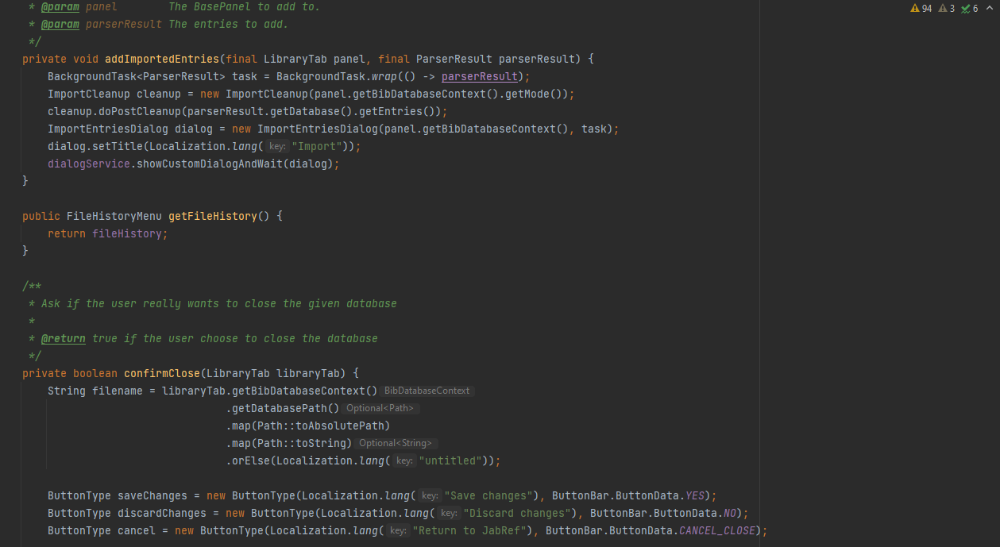 * @param panel        The BasePanel to add to.
94 3 6
* @param parserResult The entries to add.
*/
private void addImportedEntries(final LibraryTab panel, final ParserResult parserResult) {
BackgroundTask<ParserResult> task = BackgroundTask.wrap(() -> parserResult);
ImportCleanup cleanup = new ImportCleanup(panel.getBibDatabaseContext().getMode());
cleanup.doPostCleanup(parserResult.getDatabase().getEntries());
ImportEntriesDialog dialog = new ImportEntriesDialog(panel.getBibDatabaseContext(), task);
dialog.setTitle(Localization.lang( key: "Import"));
dialogService.showCustomDialogAndWait(dialog);
}
public FileHistoryMenu getFileHistory() {
return fileHistory;
}
/**
* Ask if the user really wants to close the given database
*
* @return true if the user choose to close the database
*/
private boolean confirmClose(LibraryTab libraryTab) {
String filename = libraryTab.getBibDatabaseContext() BibDatabaseContext
.getDatabasePath() Optional<Path>
.map(Path::toAbsolutePath)
.map(Path::toString) Optional<String>
.orElse(Localization.lang( key: "untitled"));
ButtonType saveChanges = new ButtonType(Localization.lang( key: "Save changes"), ButtonBar.ButtonData.YES);
ButtonType discardChanges = new ButtonType(Localization.lang( key: "Discard changes"), ButtonBar.ButtonData.NO);
ButtonType cancel = new ButtonType(Localization.lang( key: "Return to JabRef"), ButtonBar.ButtonData.CANCEL_CLOSE);